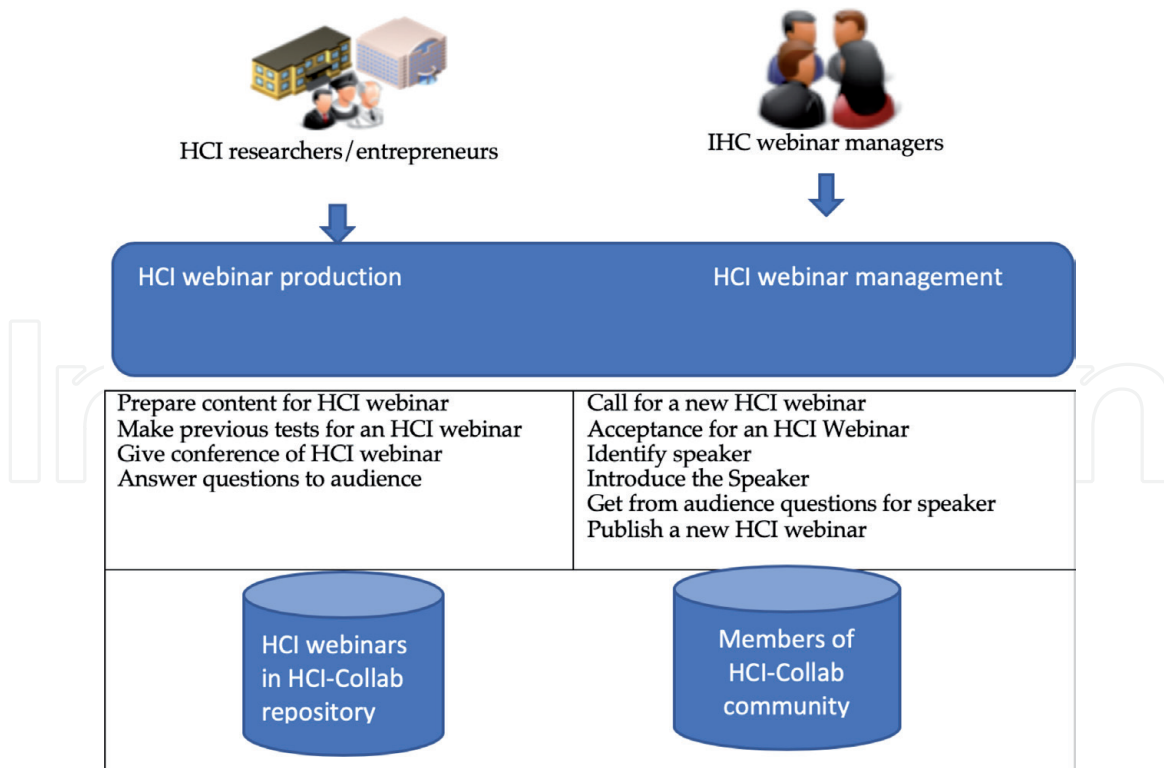 HCI researchers/entrepreneurs
IHC webinar managers
HCI webinar production
HCI webinar management
Prepare content for HCI webinar
Make previous tests for an HCI webinar
Give conference of HCI webinar
Answer questions to audience
Call for a new HCI webinar
Acceptance for an HCI Webinar
Identify speaker
Introduce the Speaker
Get from audience questions for speaker
Publish a new HCI webinar
HCI webinars
in HCI-Collab
repository
Members of
HCI-Collab
community